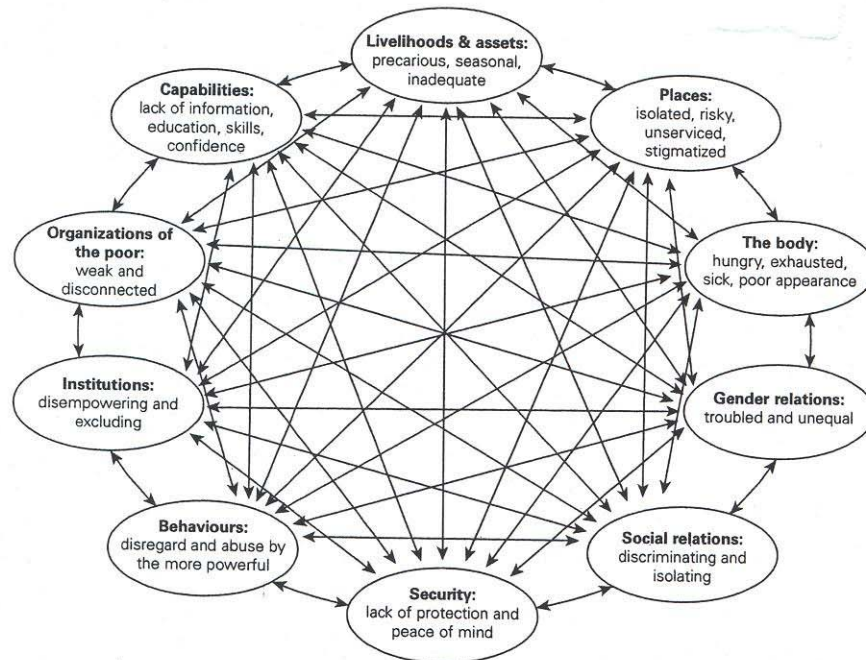 Livelihoods & assets:
precarious, seasonal,
inadequate
Capabilities:
lack of information,
education, skills,
confidence
Places:
isolated, risky,
unserviced,
stigmatized
Organizations of
the poor:
weak and
disconnected
The body:
hungry, exhausted,
sick, poor appearance
Institutions:
disempowering and
excluding
Gender relations:
troubled and unequal
Behaviours:
disregard and abuse by
the more powerful
Social relations:
discriminating and
isolating
Security:
lack of protection and
peace of mind